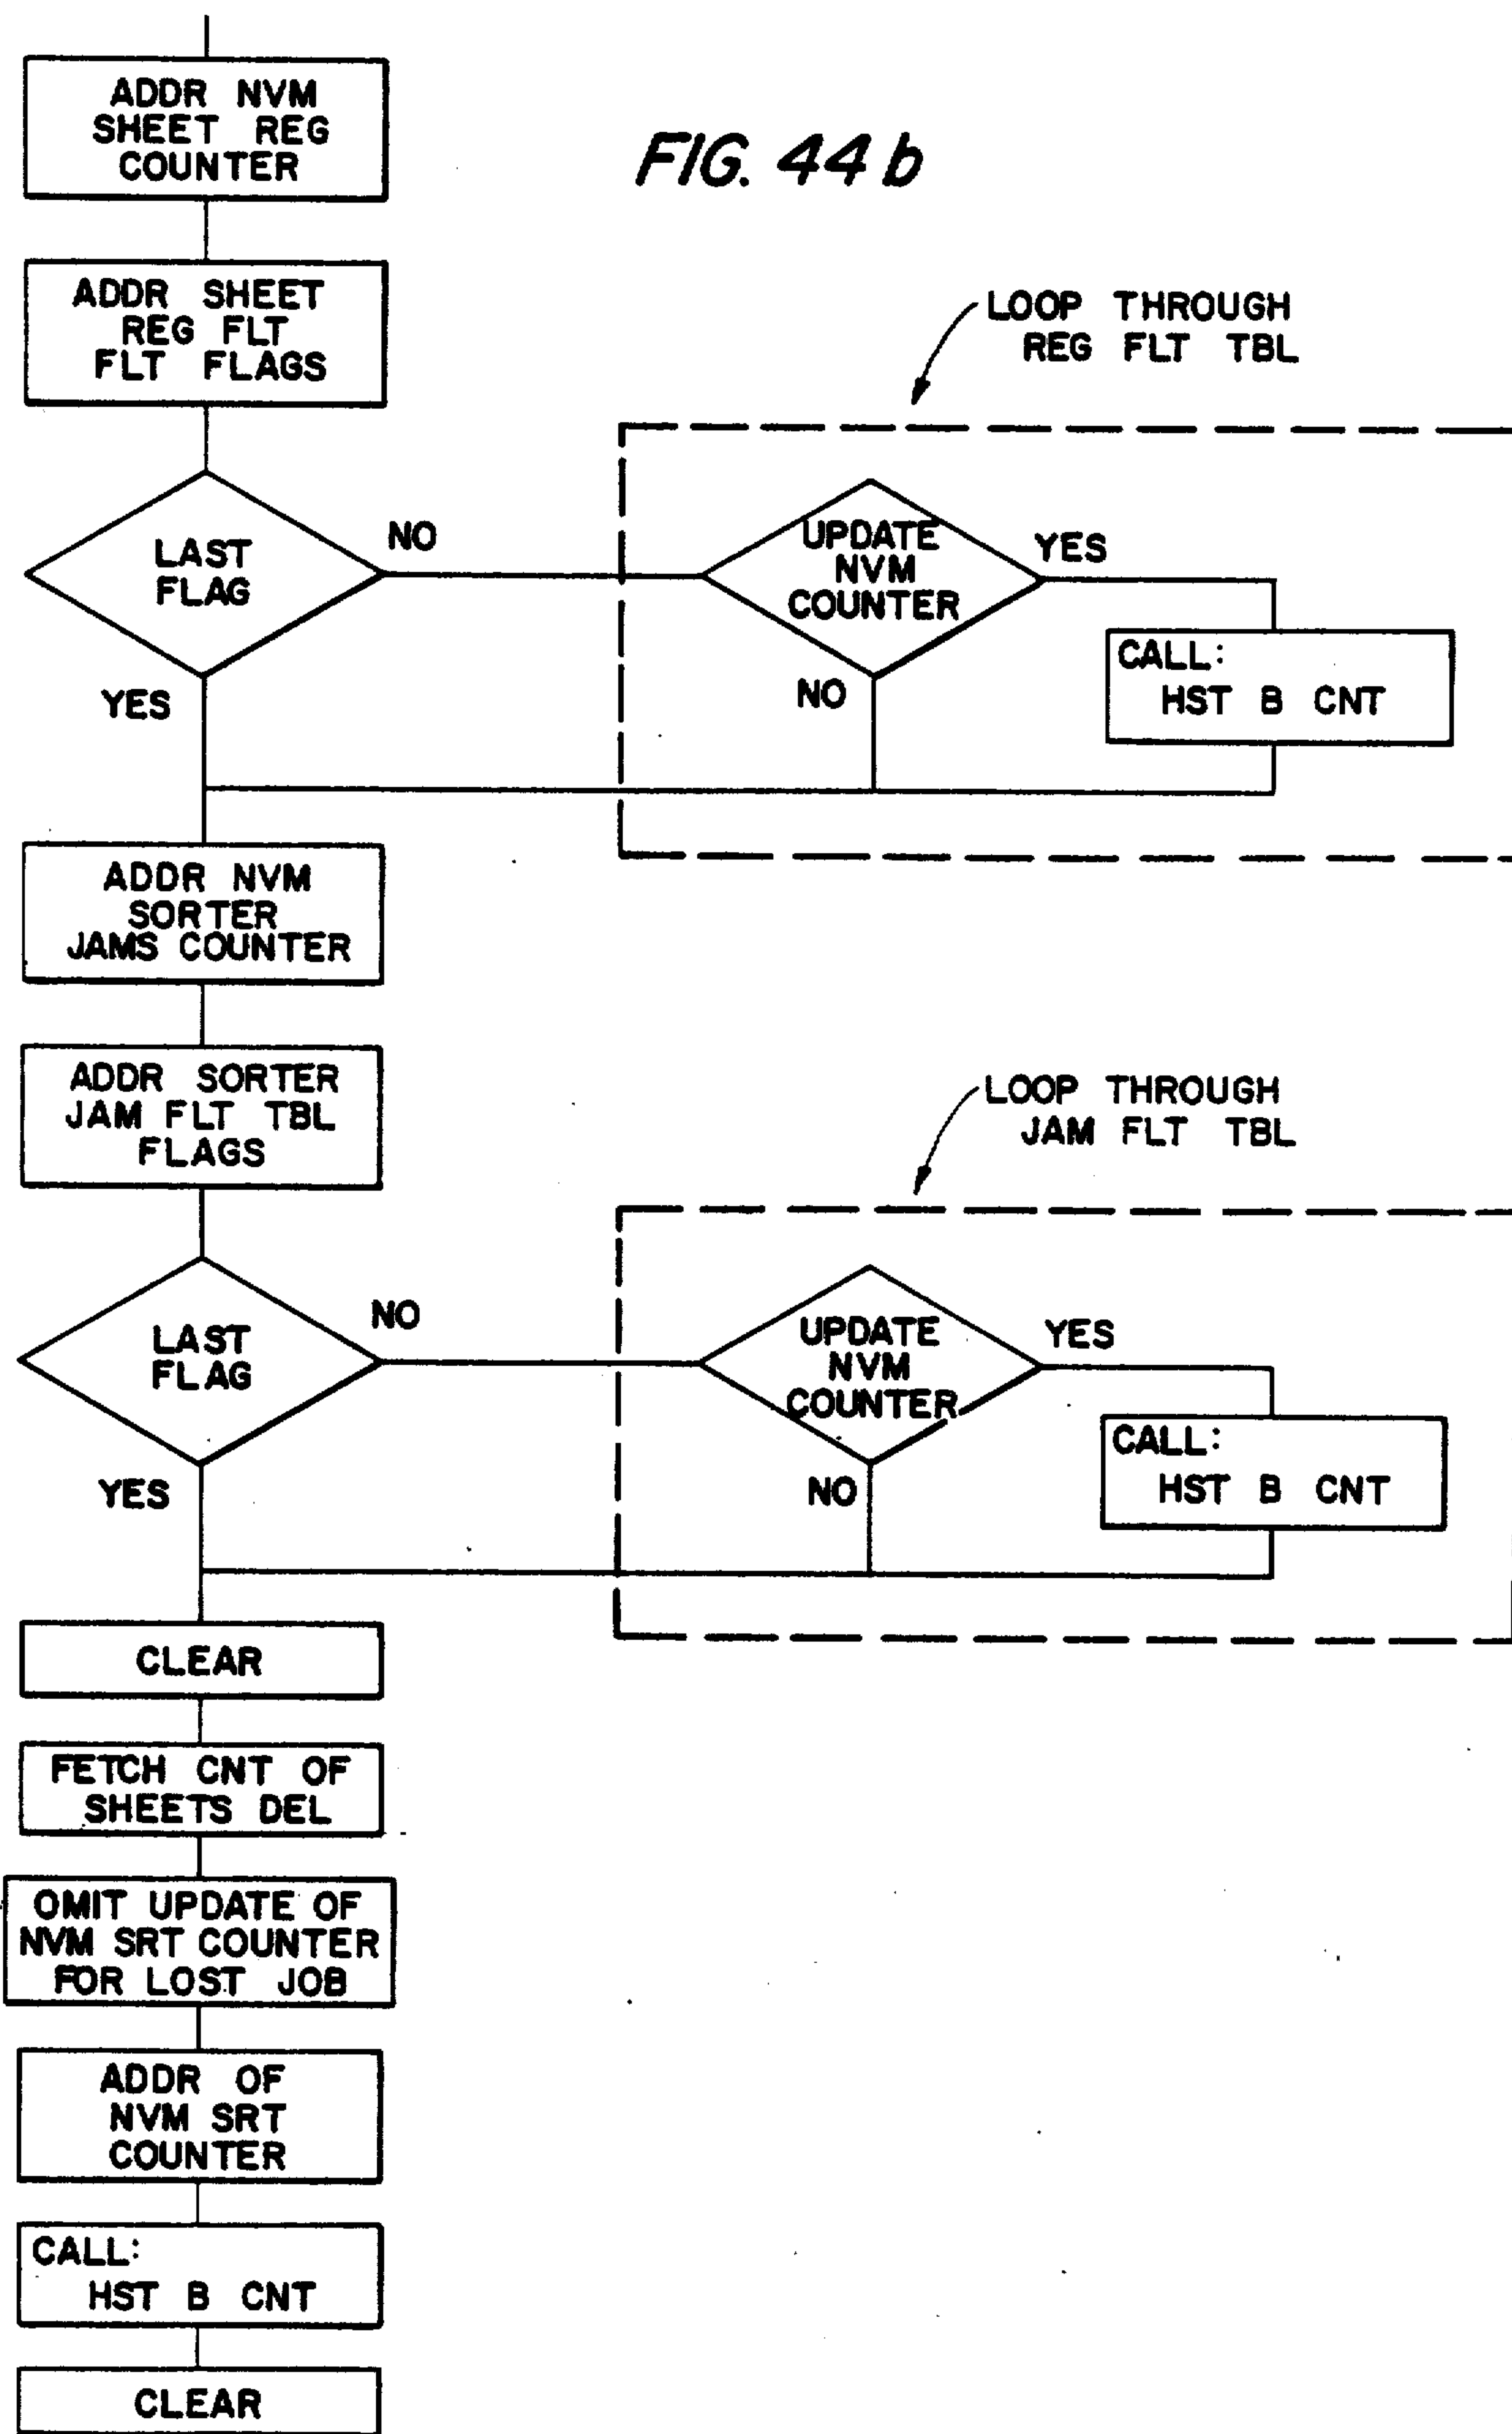 FIG. 44 b
ADDR NVM
SHEET REG
COUNTER
ADDR SHEET
REG FLT
FLT FLAGS
LOOP THROUGH
REG FLT TBL
LAST
FLAG
NO
YES
UPDATE
NVM
COUNTER
YES
NO
CALL:
HST B CNT
ADDR NVM
SORTER
JAMS COUNTER
ADDR SORTER
JAM FLT TBL
FLAGS
LOOP THROUGH
JAM FLT TBL
LAST
FLAG
NO
YES
UPDATE
NVM
COUNTER
YES
NO
CALL:
HST B CNT
CLEAR
FETCH CNT OF
SHEETS DEL
OMIT UPDATE OF
NVM SRT COUNTER
FOR LOST JOB
ADDR OF
NVM SRT
COUNTER
CALL:
HST B CNT
CLEAR